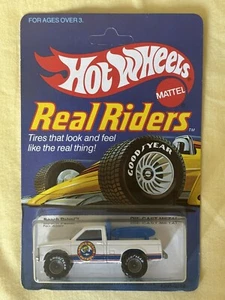 FOR AGES OVER 3.
Hot Wheels
MATTEL
Real Riders™
Tires that look and feel
like the real thing!
GOOD YEAR